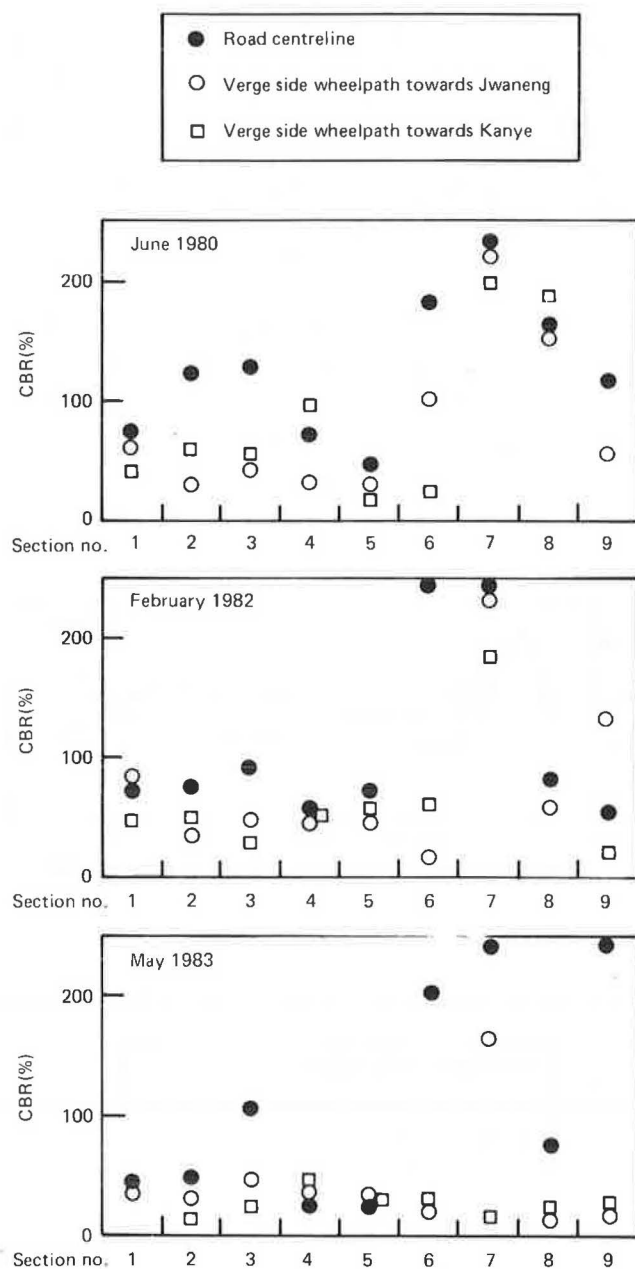 Road centreline
Verge side wheelpath towards Jwaneng
Verge side wheelpath towards Kanye
June 1980
200
100
0
CBR(%)
Section no. 1 2 3 4 5 6 7 8 9
February 1982
200
100
0
CBR(%)
Section no. 1 2 3 4 5 6 7 8 9
May 1983
200
100
0
CBR(%)
Section no. 1 2 3 4 5 6 7 8 9